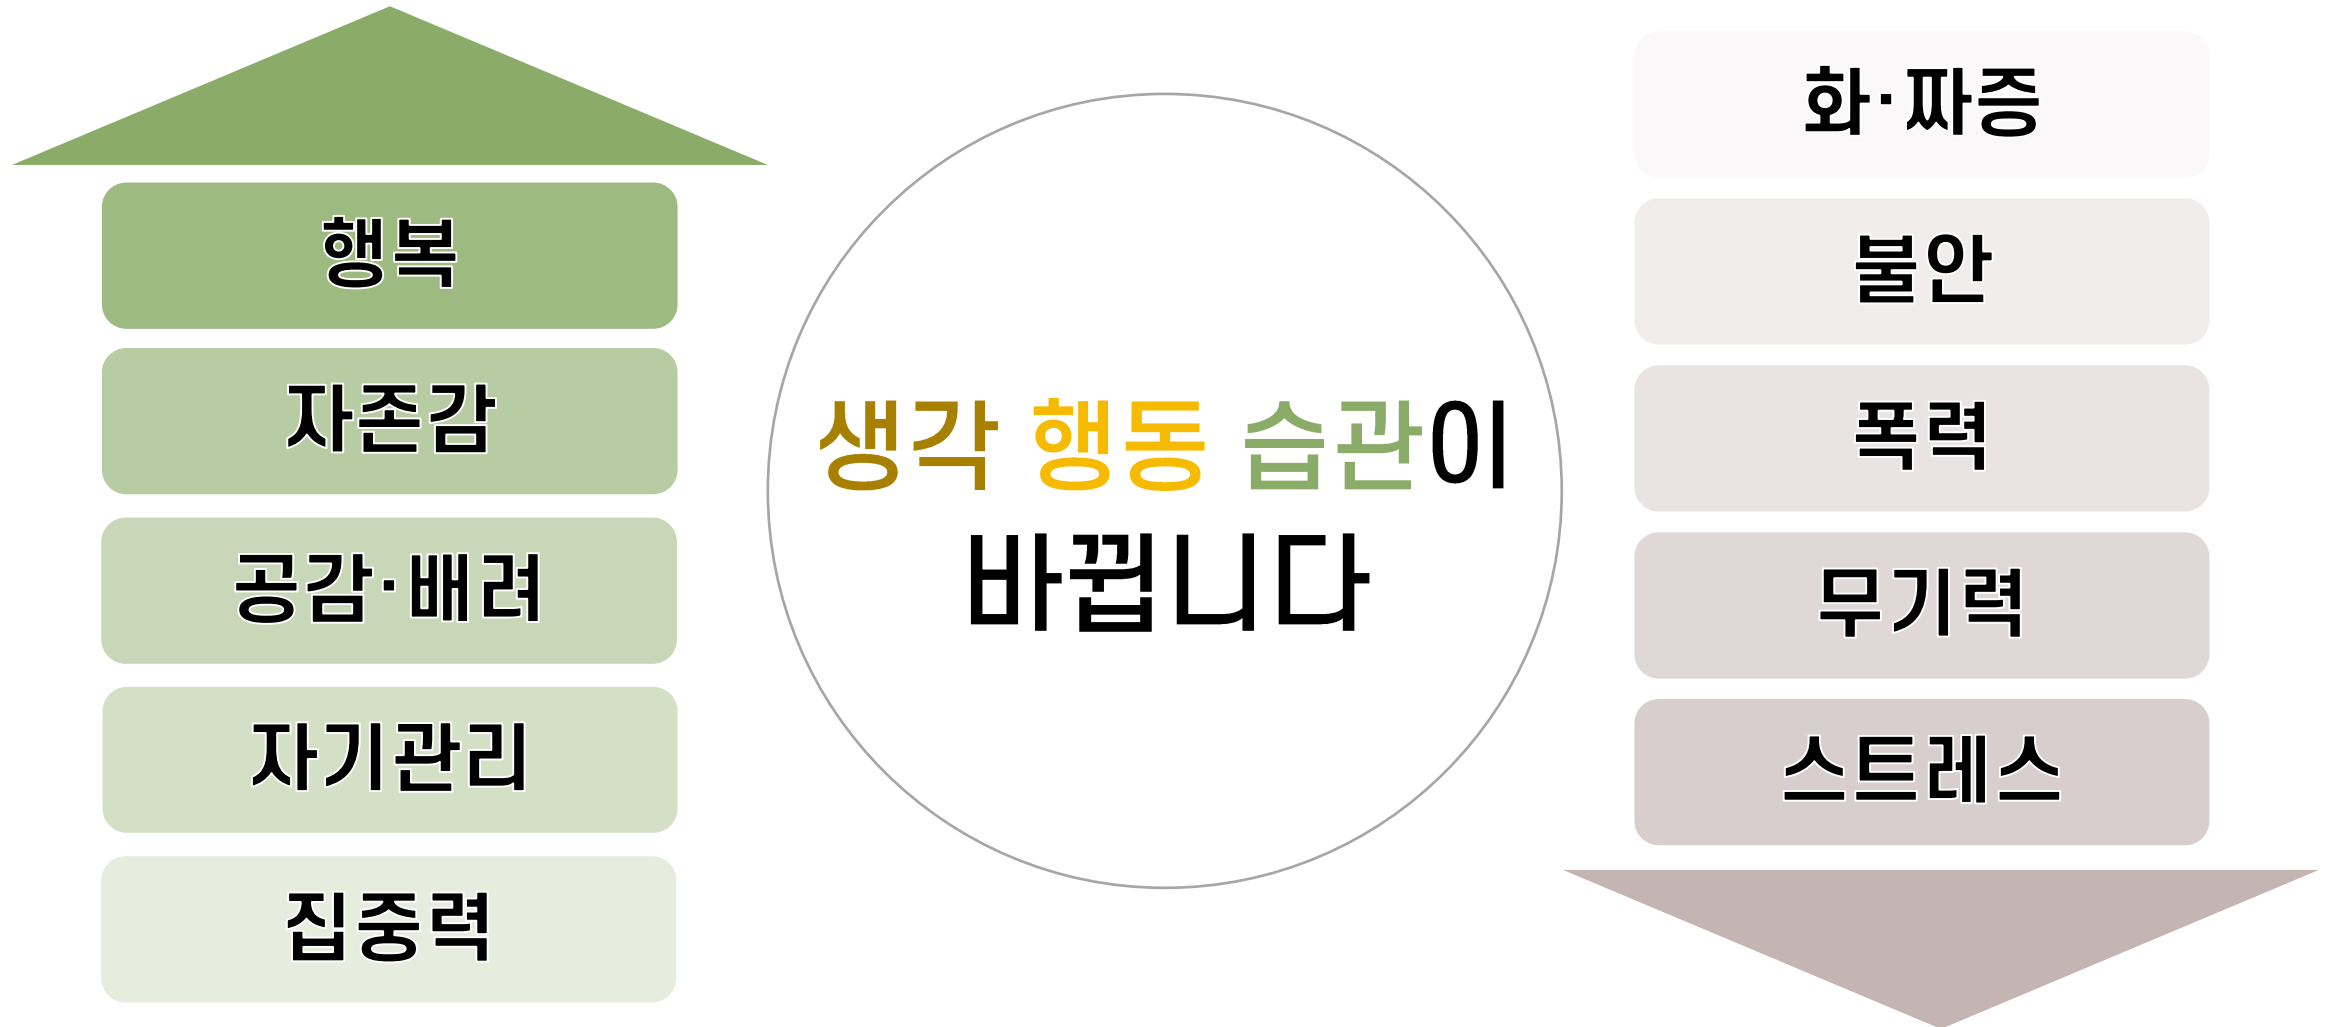 행복
자존감
공감·배려
자기관리
집중력
생각 행동 습관이
바뀝니다
화·짜증
불안
폭력
무기력
스트레스